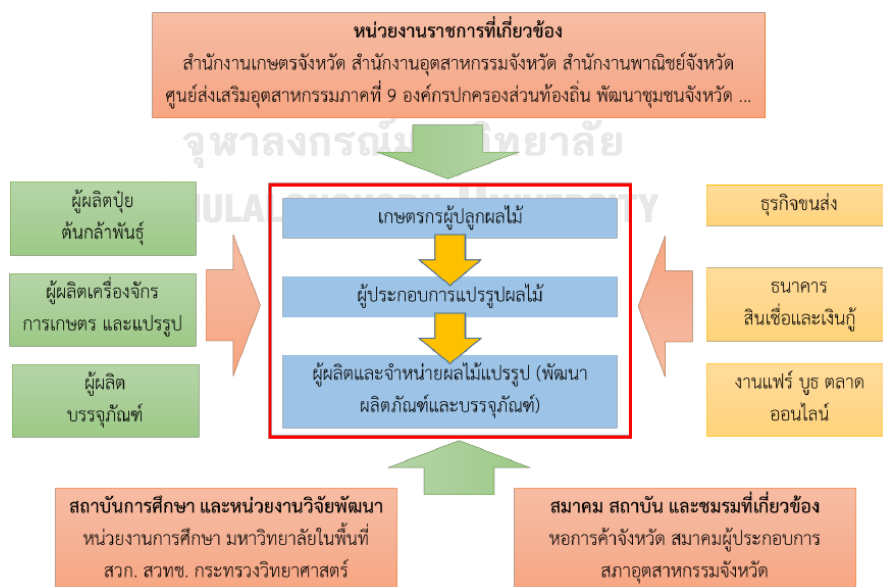 หน่วยงานราชการที่เกี่ยวข้อง
สำนักงานเกษตรจังหวัด สำนักงานอุตสาหกรรมจังหวัด สำนักงานพาณิชย์จังหวัด
ศูนย์ส่งเสริมอุตสาหกรรมภาคที่ 9 องค์กรปกครองส่วนท้องถิ่น พัฒนาชุมชนจังหวัด ...
ผู้ผลิตปุ๋ย
ต้นกล้าพันธุ์
ผู้ผลิตเครื่องจักร
การเกษตร และแปรรูป
ผู้ผลิต
บรรจุภัณฑ์
เกษตรกรผู้ปลูกผลไม้
ผู้ประกอบการแปรรูปผลไม้
ผู้ผลิตและจำหน่ายผลไม้แปรรูป (พัฒนา
ผลิตภัณฑ์และบรรจุภัณฑ์)
ธุรกิจขนส่ง
ธนาคาร
สินเชื่อและเงินกู้
งานแฟร์ บูธ ตลาด
ออนไลน์
สถาบันการศึกษา และหน่วยงานวิจัยพัฒนา
หน่วยงานการศึกษา มหาวิทยาลัยในพื้นที่
สวก. สวทช. กระทรวงวิทยาศาสตร์
สมาคม สถาบัน และชมรมที่เกี่ยวข้อง
หอการค้าจังหวัด สมาคมผู้ประกอบการ
สภาอุตสาหกรรมจังหวัด